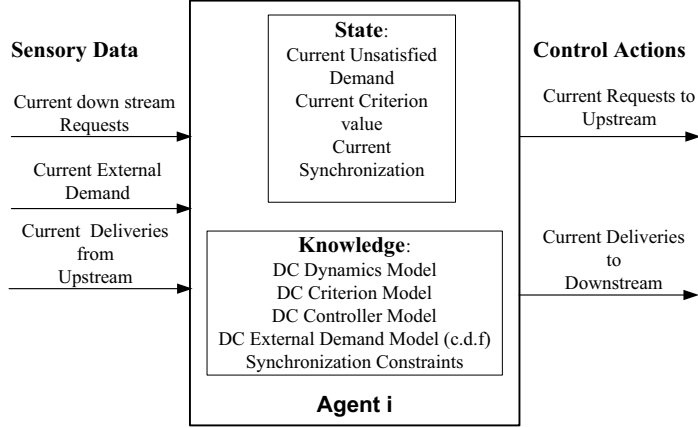 Sensory Data
Current down stream
Requests
Current External
Demand
Current Deliveries
from
Upstream
State:
Current Unsatisfied
Demand
Current Criterion
value
Current
Synchronization
Knowledge:
DC Dynamics Model
DC Criterion Model
DC Controller Model
DC External Demand Model (c.d.f)
Synchronization Constraints
Agent i
Control Actions
Current Requests to
Upstream
Current Deliveries
to
Downstream